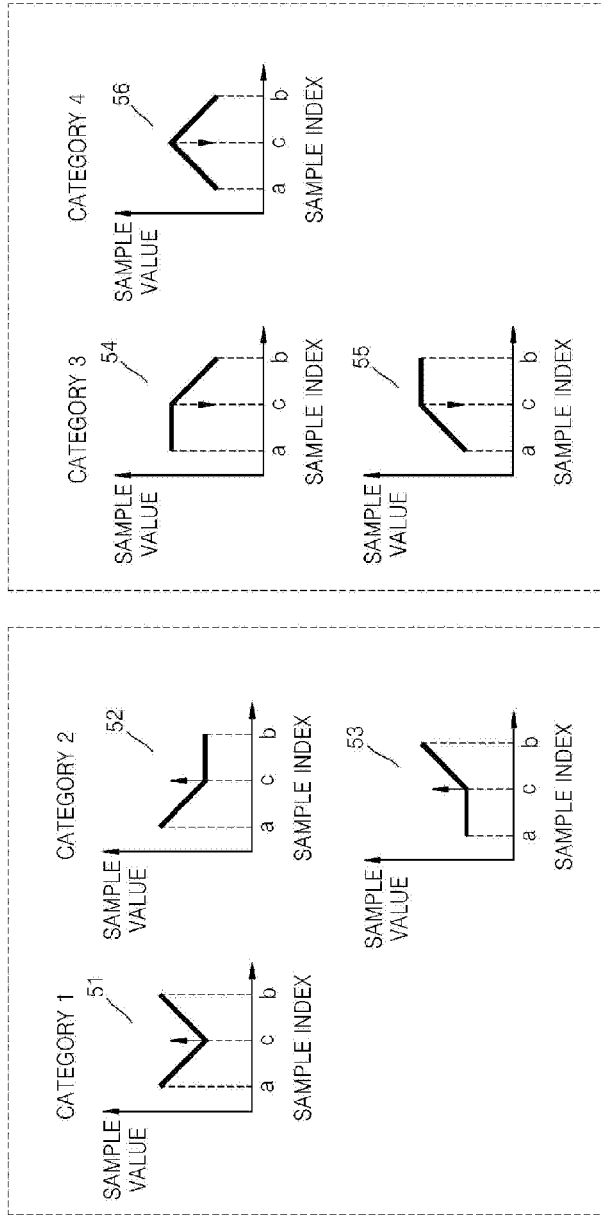 CATEGORY 1
51
SAMPLE
VALUE
a
c
b
SAMPLE INDEX
CATEGORY 2
52
SAMPLE
VALUE
a
c
b
SAMPLE INDEX
53
SAMPLE
VALUE
a
c
b
SAMPLE INDEX
CATEGORY 3
54
SAMPLE
VALUE
a
c
b
SAMPLE INDEX
55
SAMPLE
VALUE
a
c
b
SAMPLE INDEX
CATEGORY 4
56
SAMPLE
VALUE
a
c
b
SAMPLE INDEX